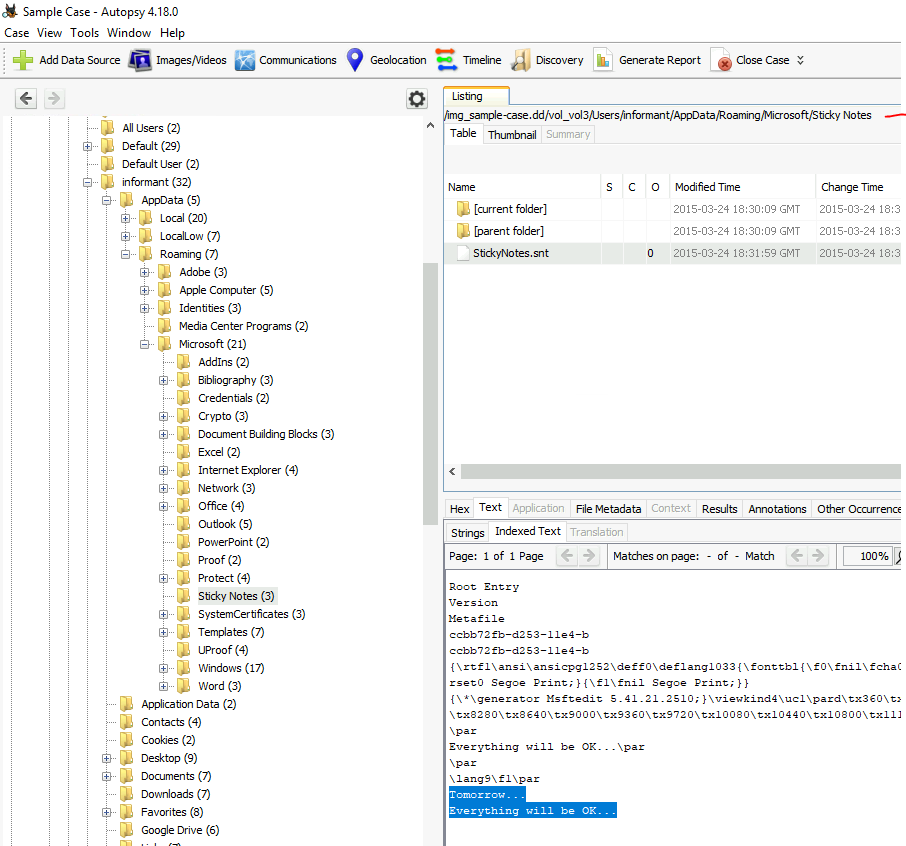 Sample Case - Autopsy 4.18.0
Case View Tools Window Help
Add Data Source Images/Videos Communications Geolocation Timeline Discovery Generate Report Close Case
All Users (2)
Default (29)
Default User (2)
informant (32)
AppData (5)
Local (20)
LocalLow (7)
Roaming (7)
Adobe (3)
Apple Computer (5)
Identities (3)
Media Center Programs (2)
Microsoft (21)
AddIns (2)
Bibliography (3)
Credentials (2)
Crypto (3)
Document Building Blocks (3)
Excel (2)
Internet Explorer (4)
Network (3)
Office (4)
Outlook (5)
PowerPoint (2)
Proof (2)
Protect (4)
Sticky Notes (3)
SystemCertificates (3)
Templates (7)
UProof (4)
Windows (17)
Word (3)
Application Data (2)
Contacts (4)
Cookies (2)
Desktop (9)
Documents (7)
Downloads (7)
Favorites (8)
Google Drive (6)
Listing
/img_sample-case.dd/vol_vol3/Users/informant/AppData/Roaming/Microsoft/Sticky Notes
Table Thumbnail Summary
Name S C O Modified Time Change Time
[current folder] 2015-03-24 18:30:09 GMT 2015-03-24 18:3
[parent folder] 2015-03-24 18:30:09 GMT 2015-03-24 18:3
StickyNotes.snt 0 2015-03-24 18:31:59 GMT 2015-03-24 18:3
Hex Text Application File Metadata Context Results Annotations Other Occurrence
Strings Indexed Text Translation
Page: 1 of 1 Page Matches on page: - of - Match 100%
Root Entry
Version
Metafile
ccbb72fb-d253-11e4-b
ccbb72fb-d253-11e4-b
{\rtf1\ansi\ansicpg1252\deff0\deflang1033{\fonttbl{\f0\fnil\fcha
rset0 Segoe Print;}{\f1\fnil Segoe Print;}}
{\*\generator Msftedit 5.41.21.2510;}\viewkind4\uc1\pard\tx360\t
\tx8280\tx8640\tx9000\tx9360\tx9720\tx10080\tx10440\tx10800\tx11
\par
Everything will be OK...\par
\par
\lang9\f1\par
Tomorrow...
Everything will be OK...